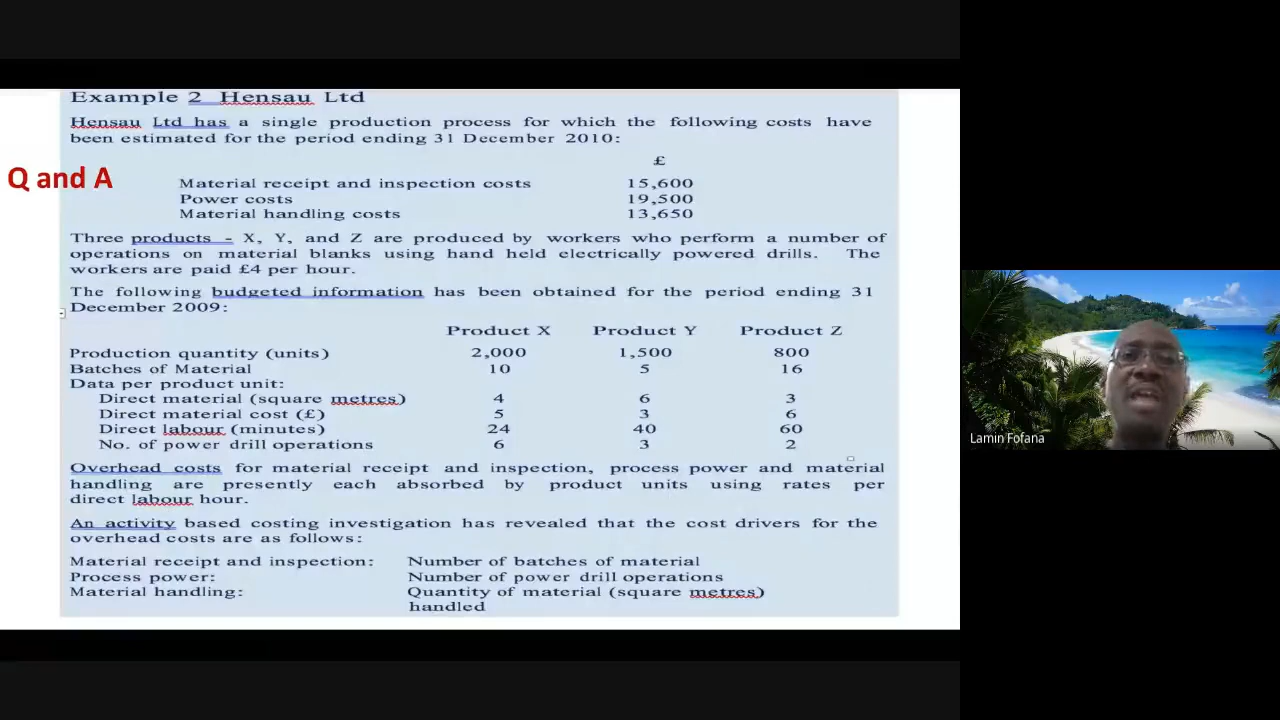 Example 2 Hensau Ltd
Hensau Ltd has a single production process for which the following costs have
been estimated for the period ending 31 December 2010:
£
Q and A
Material receipt and inspection costs 15,600
Power costs 19,500
Material handling costs 13,650
Three products - X, Y, and Z are produced by workers who perform a number of
operations on material blanks using hand held electrically powered drills. The
workers are paid £4 per hour.
The following budgeted information has been obtained for the period ending 31
December 2009:
Product X Product Y Product Z
Production quantity (units) 2,000 1,500 800
Batches of Material 10 5 16
Data per product unit:
Direct material (square metres) 4 6 3
Direct material cost (£) 5 3 6
Direct labour (minutes) 24 40 60
No. of power drill operations 6 3 2
Overhead costs for material receipt and inspection, process power and material
handling are presently each absorbed by product units using rates per
direct labour hour.
An activity based costing investigation has revealed that the cost drivers for the
overhead costs are as follows:
Material receipt and inspection: Number of batches of material
Process power: Number of power drill operations
Material handling: Quantity of material (square metres)
handled
Lamin Fofana